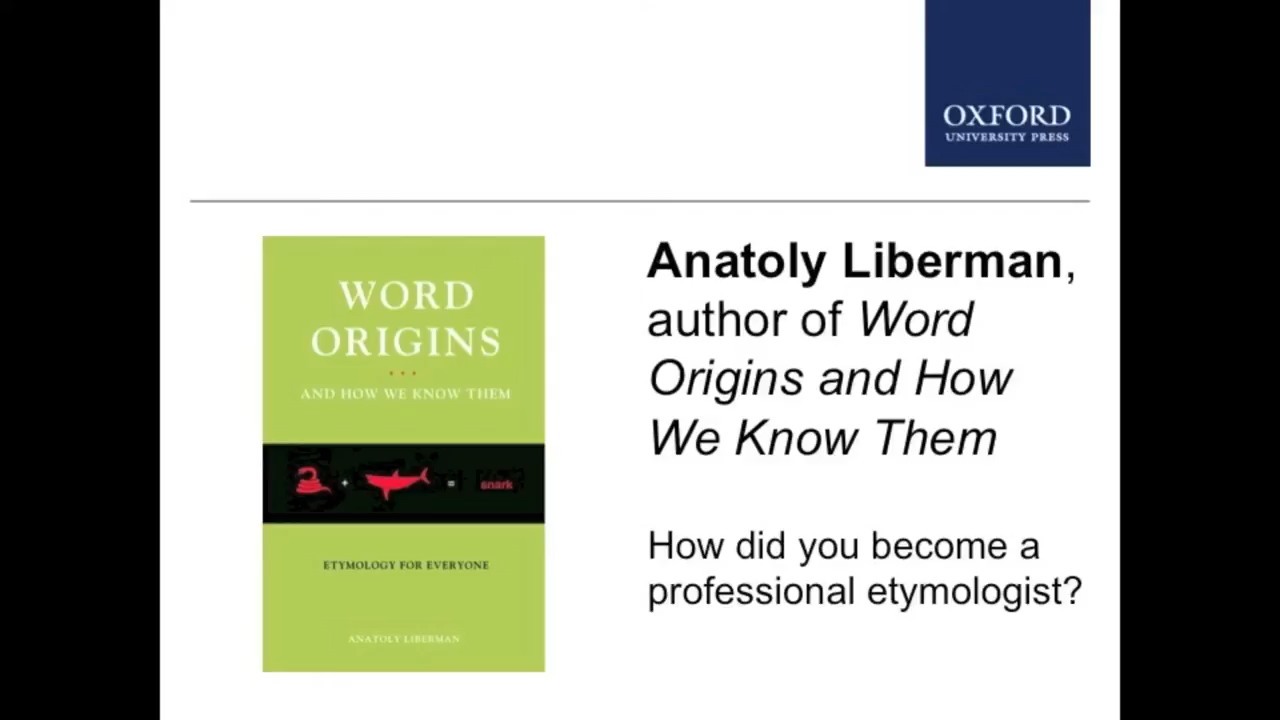 OXFORD
UNIVERSITY PRESS
WORD
ORIGINS
AND HOW WE KNOW THEM
+ = snark
ETYMOLOGY FOR EVERYONE
ANATOLY LIBERMAN
Anatoly Liberman,
author of Word
Origins and How
We Know Them
How did you become a
professional etymologist?